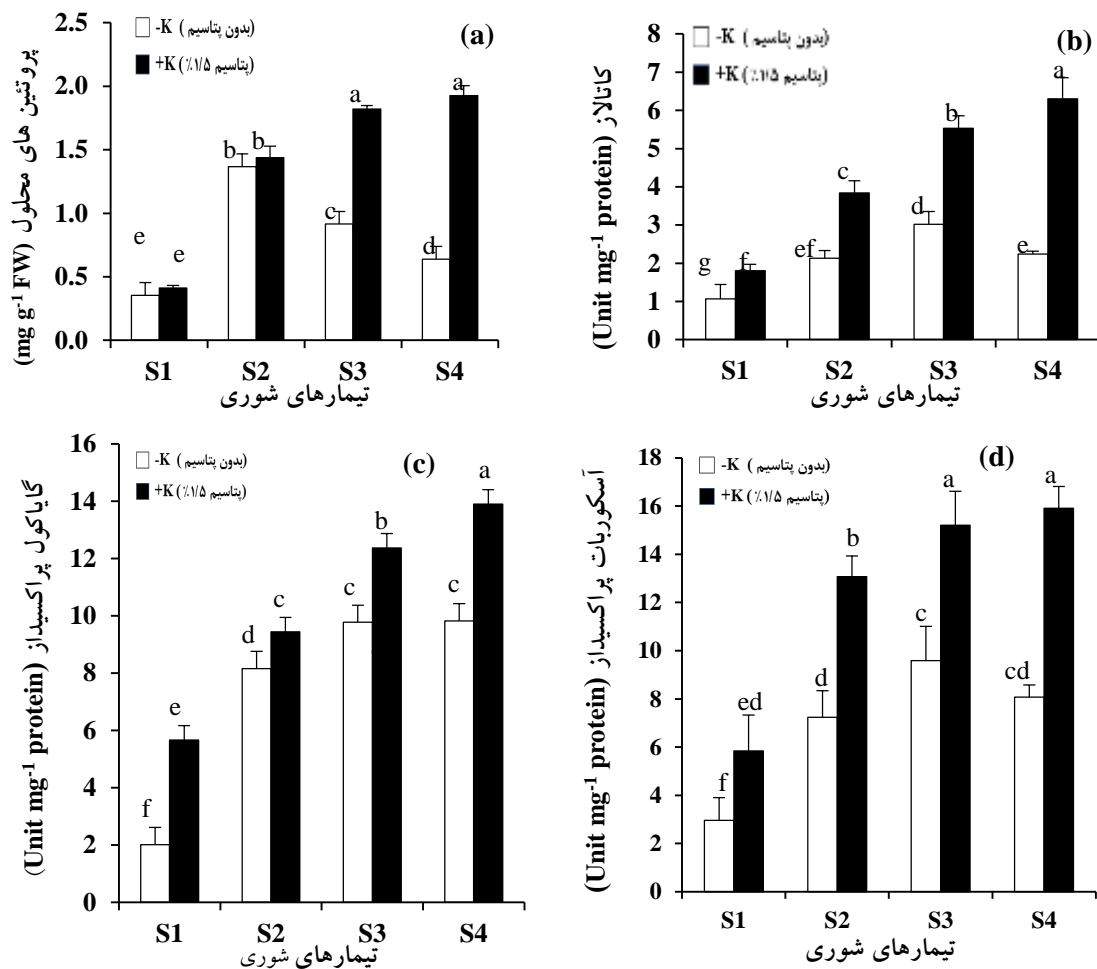 (a)
-K (بدون پتاسیم )
+K (پتاسیم ۱/۵٪)
پروتئین های محلول (mg g-1 FW)
2.5
2.0
1.5
1.0
0.5
0.0
e e b b c a d a
S1 S2 S3 S4
تیمارهای شوری
(b)
-K (بدون پتاسیم )
+K (پتاسیم ۱/۵٪)
کاتالاز (Unit mg-1 protein)
8
7
6
5
4
3
2
1
0
g f ef c d b e a
S1 S2 S3 S4
تیمارهای شوری
(c)
-K (بدون پتاسیم )
+K (پتاسیم ۱/۵٪)
گایاکول پراکسیداز (Unit mg-1 protein)
16
14
12
10
8
6
4
2
0
f e d c c b c a
S1 S2 S3 S4
تیمارهای شوری
(d)
-K (بدون پتاسیم )
+K (پتاسیم ۱/۵٪)
آسکوربات پراکسیداز (Unit mg-1 protein)
18
16
14
12
10
8
6
4
2
0
f ed d b c a cd a
S1 S2 S3 S4
تیمارهای شوری